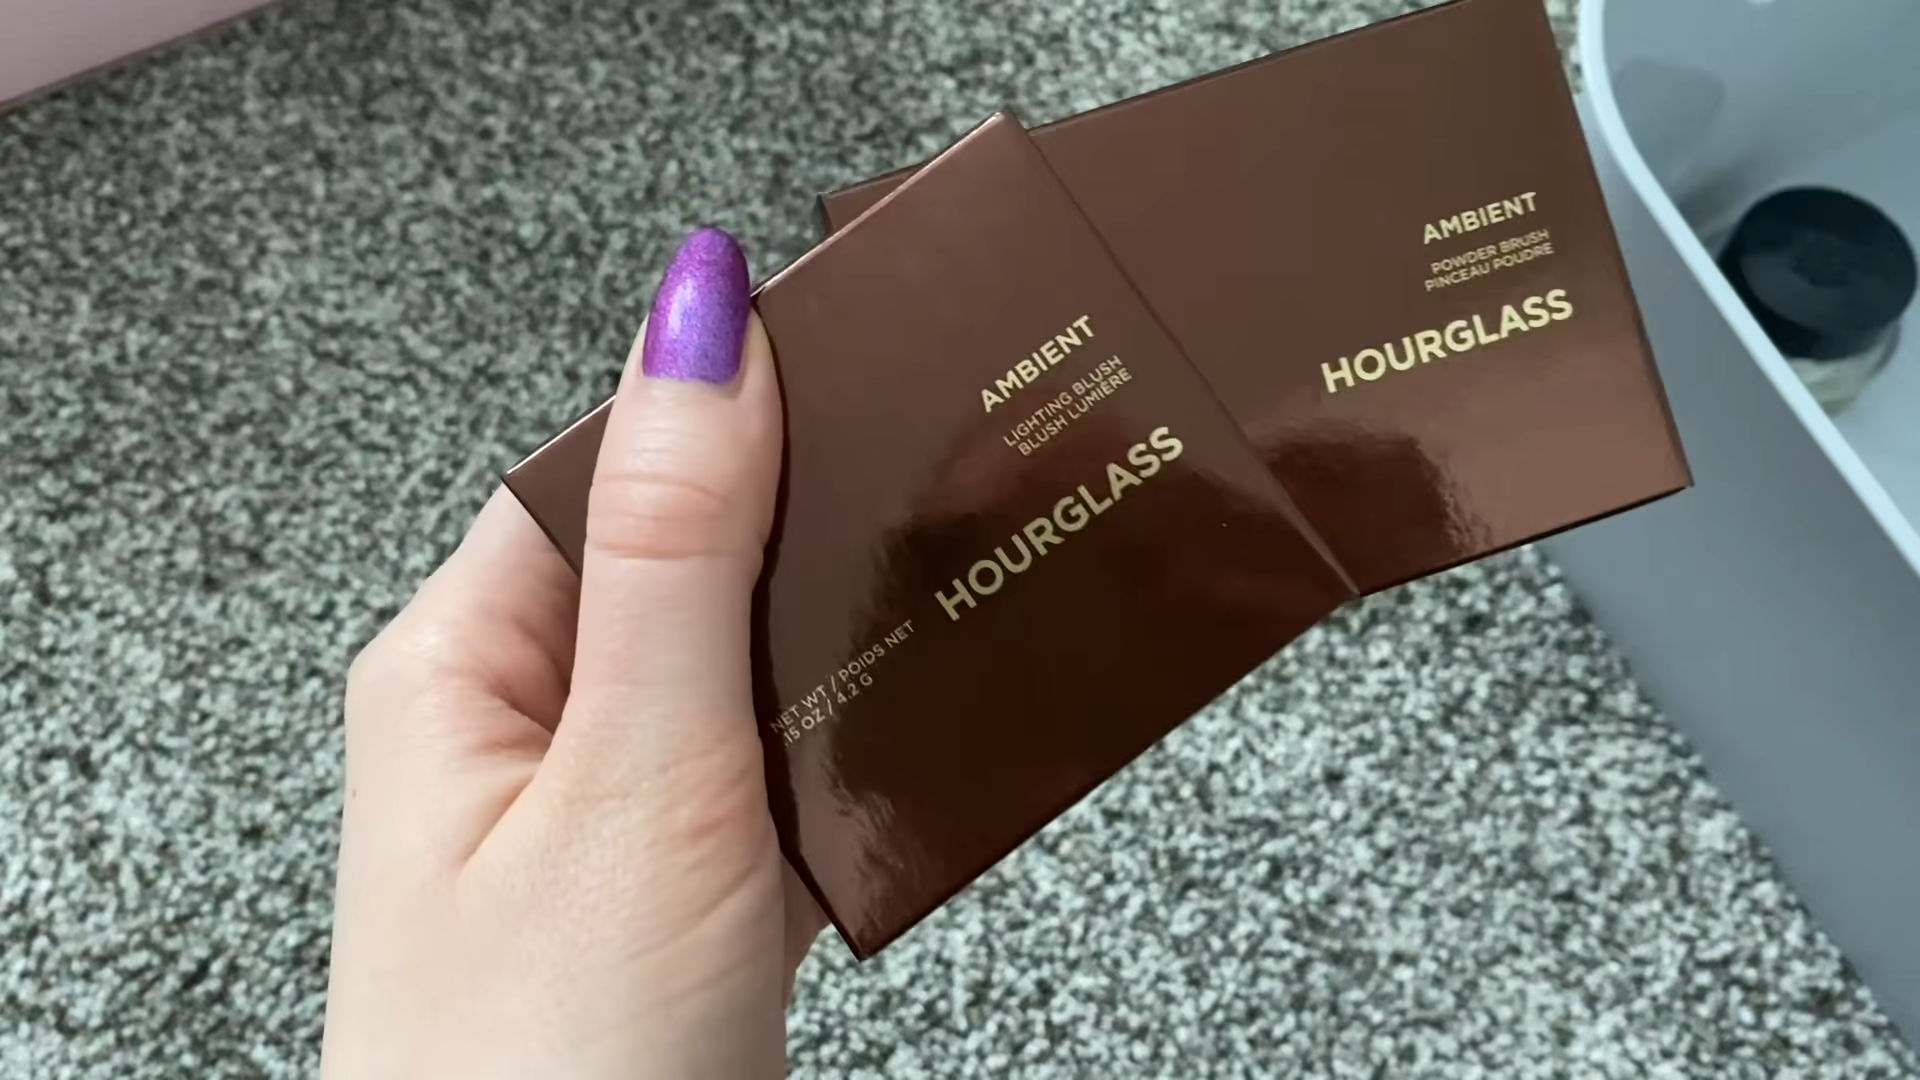 AMBIENT
LIGHTING BLUSH
BLUSH LUMIÈRE
HOURGLASS
NET WT / POIDS NET
.15 OZ / 4.2 G
AMBIENT
POWDER BRUSH
PINCEAU POUDRE
HOURGLASS